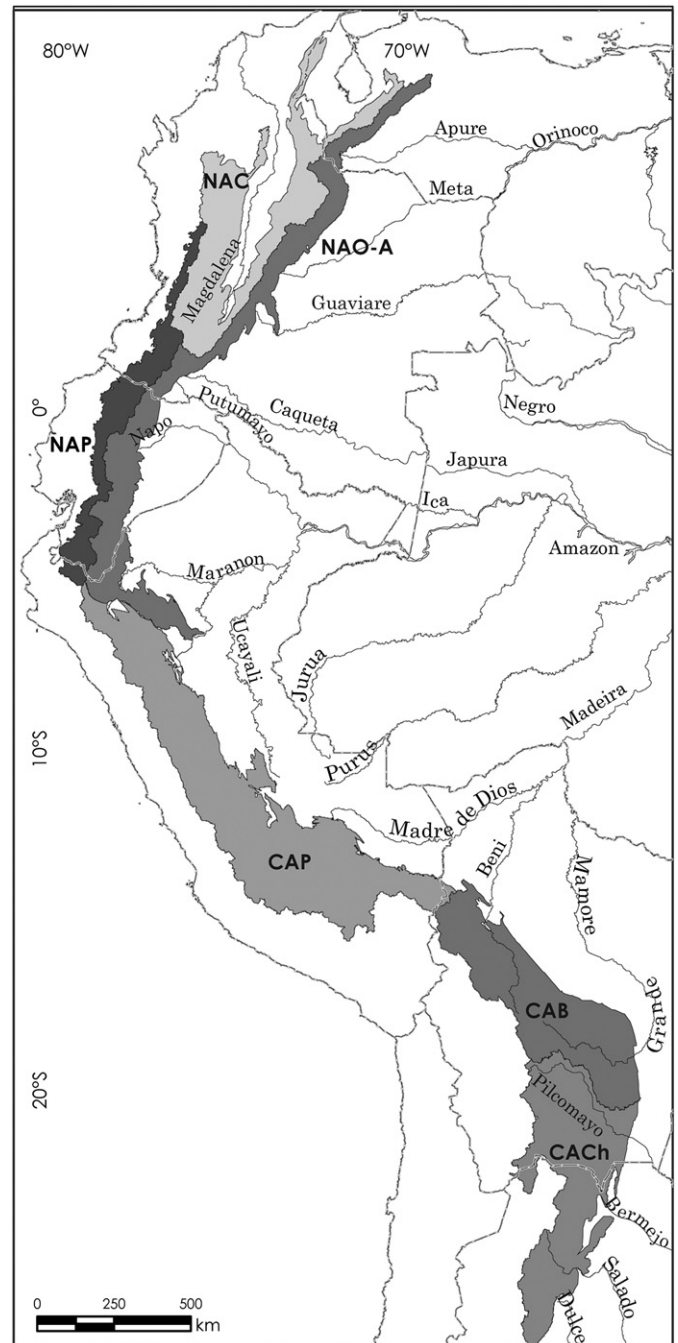 80°W
70°W
Apure
Orinoco
NAC
Meta
NAO-A
Magdalena
Guaviare
0°
Putumayo
Caqueta
Negro
NAP
Napo
Japura
Ica
Amazon
Maranon
Ucayali
Jurua
Madeira
10°S
Purus
Madre de Dios
CAP
Beni
Mamore
CAB
Grande
20°S
Pilcomayo
CACh
Bermejo
Salado
Dulce
0 250 500
km